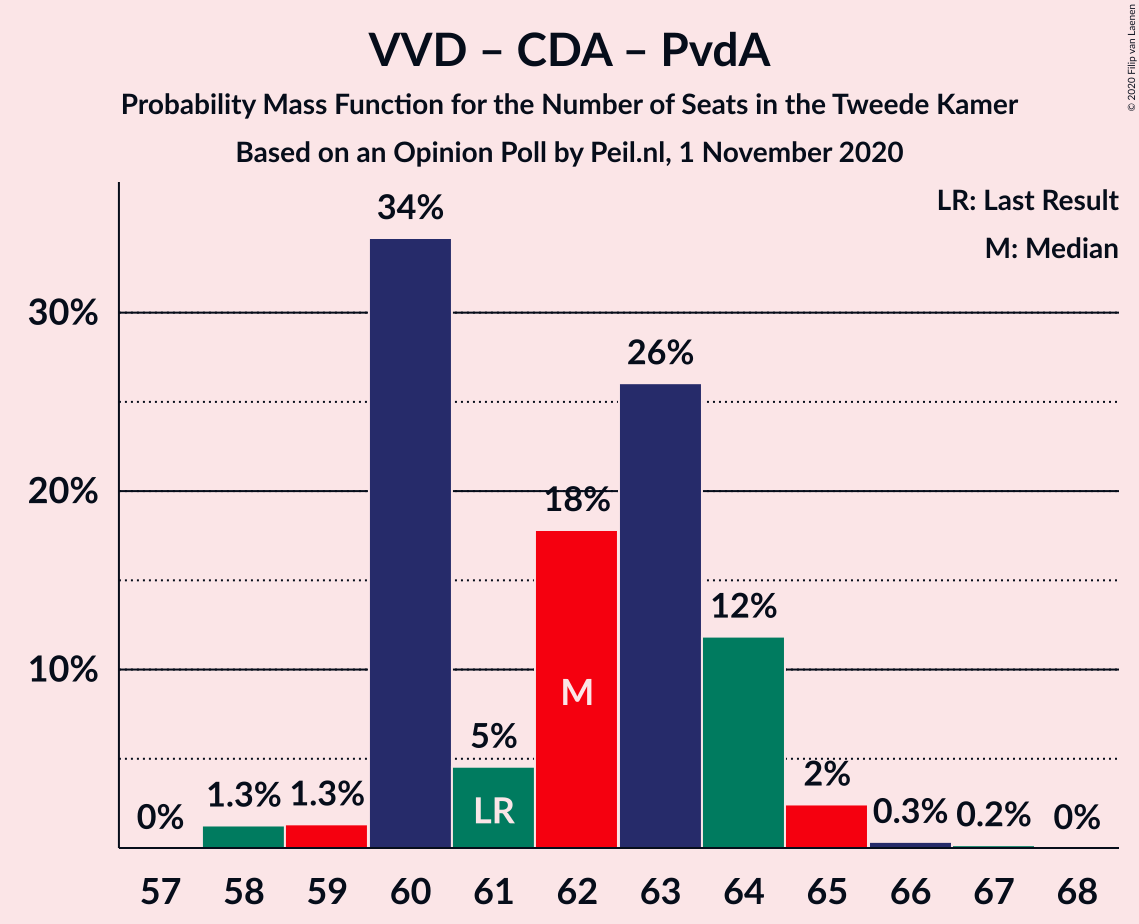 © 2020 Filip van Laenen
VVD – CDA – PvdA
Probability Mass Function for the Number of Seats in the Tweede Kamer
Based on an Opinion Poll by Peil.nl, 1 November 2020
LR: Last Result
M: Median
30%
20%
10%
0%
1.3%
1.3%
34%
5%
18%
26%
12%
2%
0.3%
0.2%
0%
LR
M
57 58 59 60 61 62 63 64 65 66 67 68